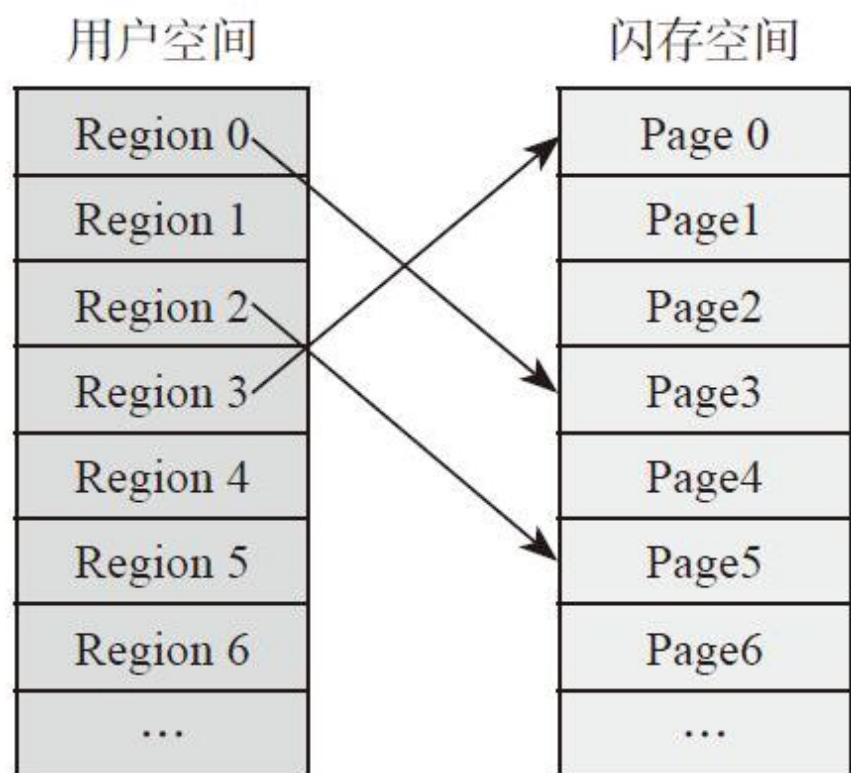 用户空间
Region 0
Region 1
Region 2
Region 3
Region 4
Region 5
Region 6
…
闪存空间
Page 0
Page1
Page2
Page3
Page4
Page5
Page6
…